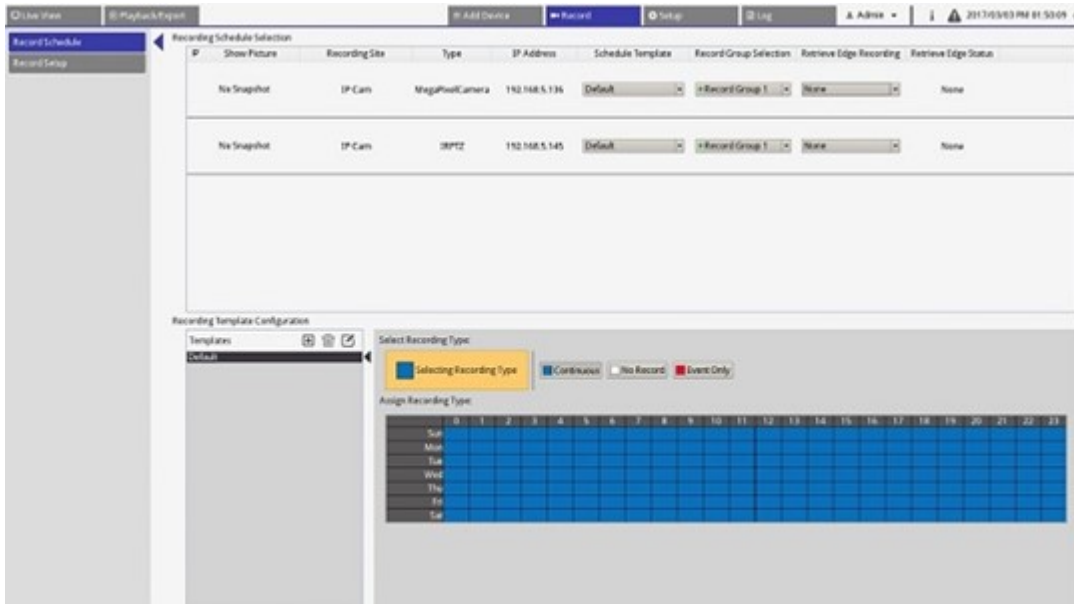 Live View
Playback/Export
Add Device
Record
Setup
Log
Admin
2017/03/03 PM 01:50:09
Record Schedule
Record Setup
Recording Schedule Selection
IP Show Picture Recording Site Type IP Address Schedule Template Record Group Selection Retrieve Edge Recording Retrieve Edge Status
No Snapshot IP Cam MegaPixelCamera 192.168.5.136 Default Record Group 1 None None
No Snapshot IP Cam IRPTZ 192.168.5.145 Default Record Group 1 None None
Recording Template Configuration
Templates
Default
Select Recording Type:
Selecting Recording Type Continuous No Record Event Only
Assign Recording Type:
0 1 2 3 4 5 6 7 8 9 10 11 12 13 14 15 16 17 18 19 20 21 22 23
Sun
Mon
Tue
Wed
Thu
Fri
Sat